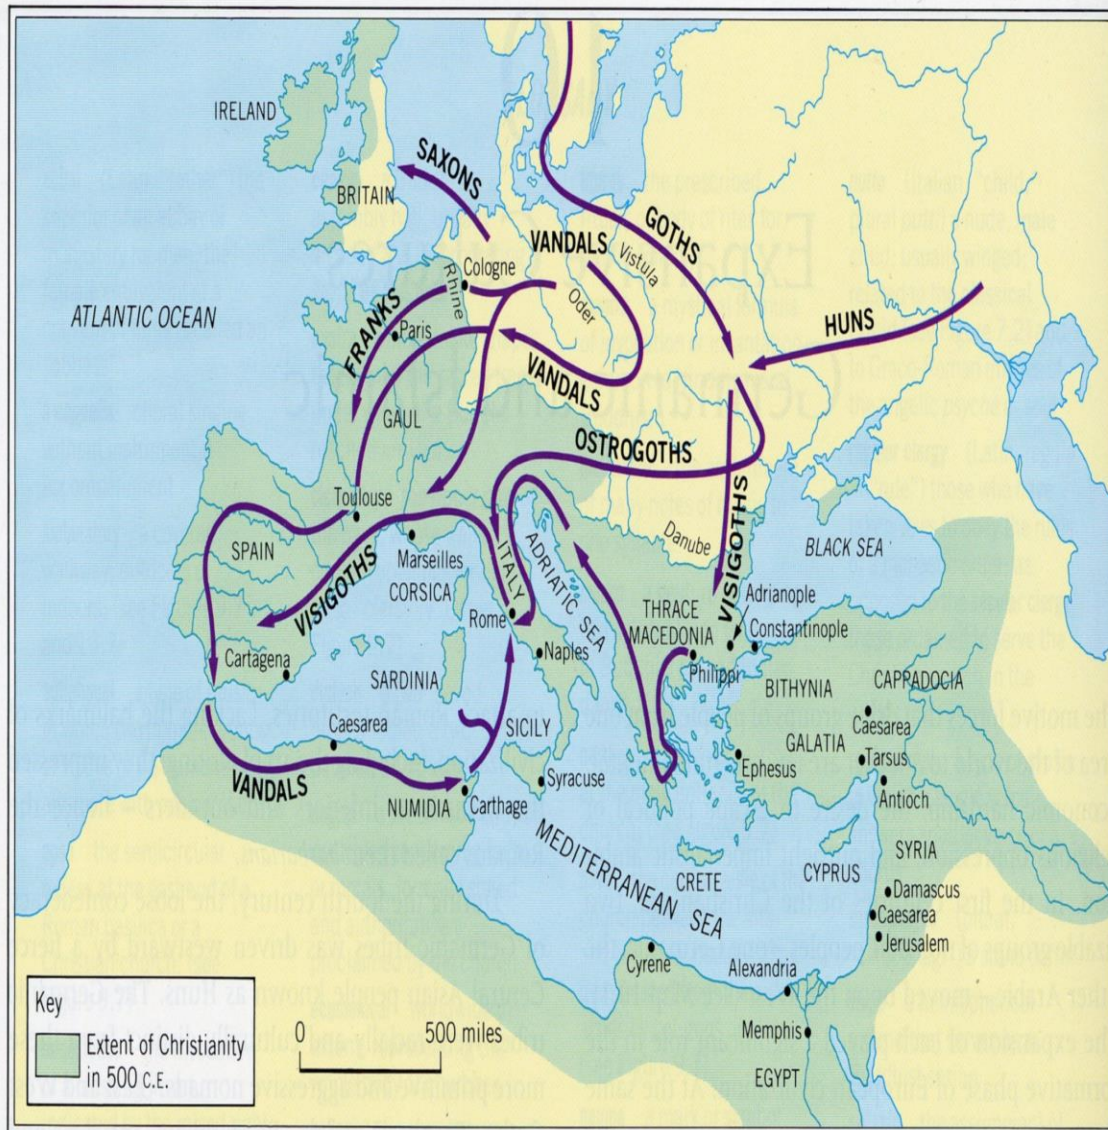 IRELAND
BRITAIN
SAXONS
GOTHS
VANDALS
Vistula
Cologne
Rhine
Oder
HUNS
ATLANTIC OCEAN
FRANKS
Paris
VANDALS
GAUL
OSTROGOTHS
Toulouse
SPAIN
VISIGOTHS
Marseilles
CORSICA
ITALY
ADRIATIC SEA
Danube
VISIGOTHS
BLACK SEA
Adrianople
Constantinople
THRACE
MACEDONIA
Philippi
Rome
Naples
Cartagena
SARDINIA
SICILY
Syracuse
Caesarea
VANDALS
NUMIDIA
Carthage
BITHYNIA
CAPPADOCIA
GALATIA
Caesarea
Tarsus
Ephesus
Antioch
MEDITERRANEAN SEA
CRETE
CYPRUS
SYRIA
Damascus
Caesarea
Jerusalem
Cyrene
Alexandria
Memphis
EGYPT
Key
Extent of Christianity
in 500 C.E.
0 500 miles